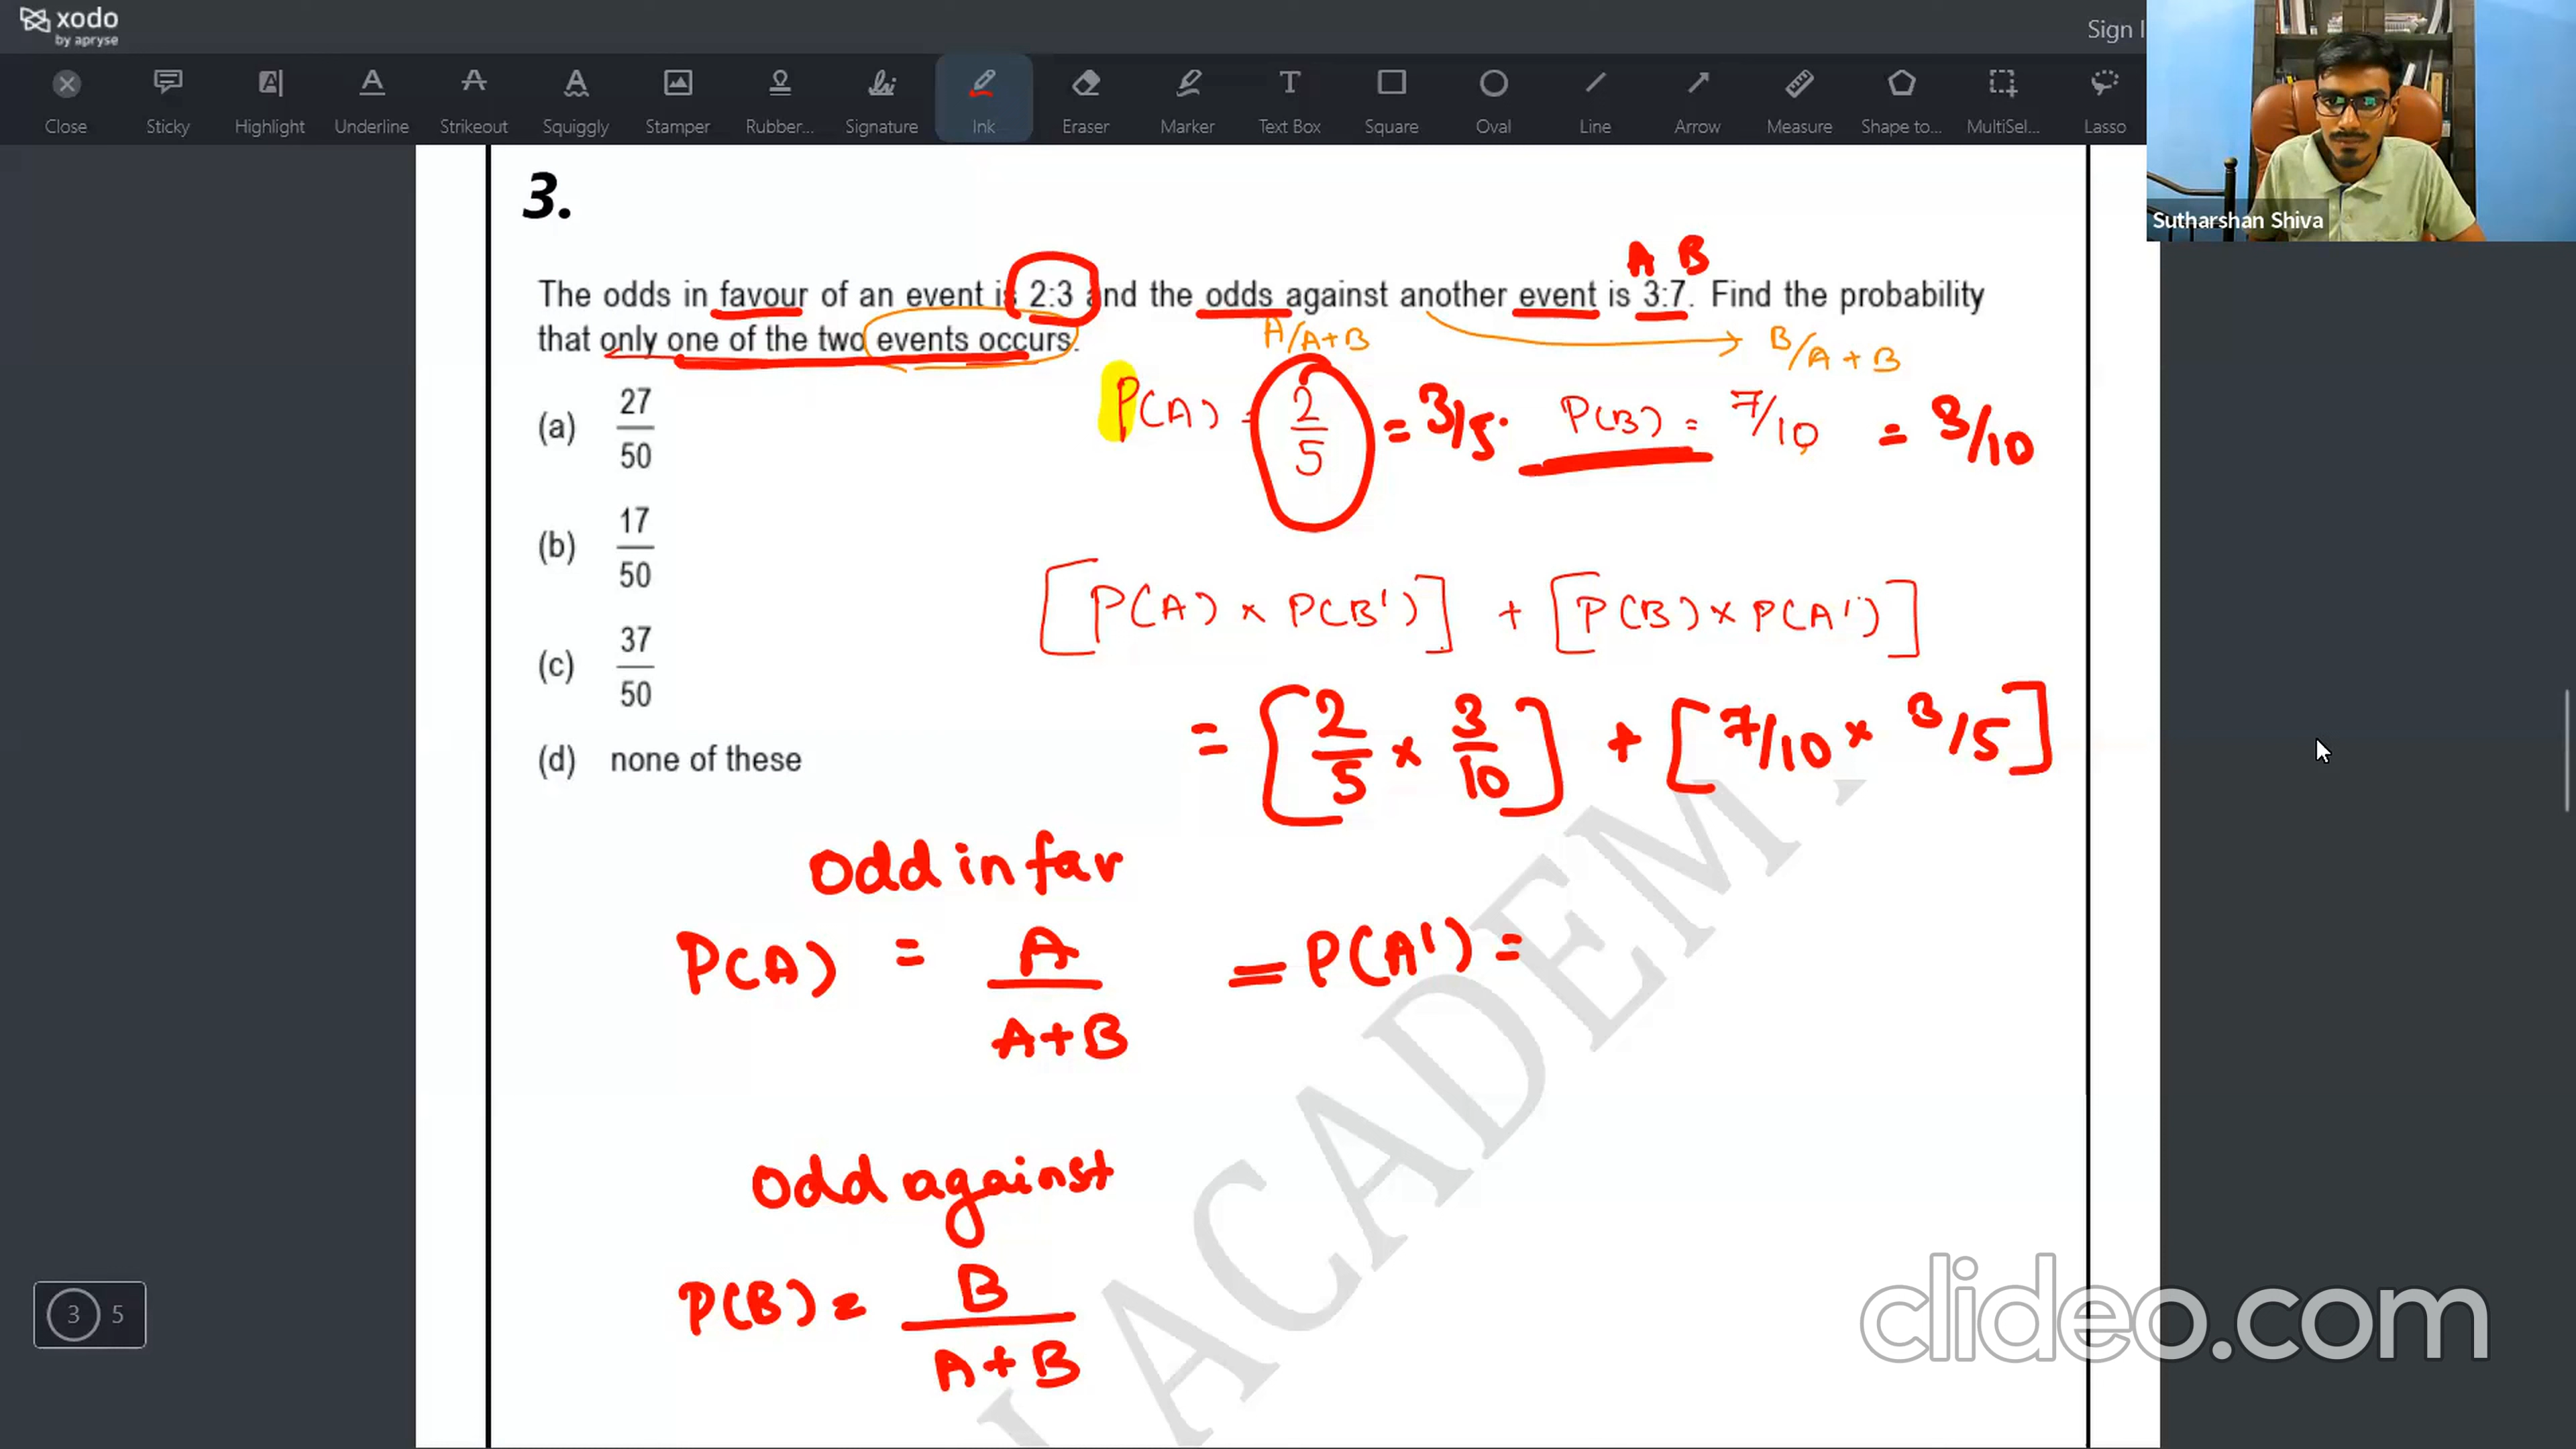 xodo
by apryse
Sign I
Close Sticky Highlight Underline Strikeout Squiggly Stamper Rubber... Signature Ink Eraser Marker Text Box Square Oval Line Arrow Measure Shape to... MultiSel... Lasso
Sutharshan Shiva
3.
A B
The odds in favour of an event is 2:3 and the odds against another event is 3:7. Find the probability
that only one of the two events occurs.
A/A+B
B/A+B
(a) 27/50
P(A) = 2/5 = 3/5. P(B) = 7/10 = 3/10
(b) 17/50
[P(A) × P(B')] + [P(B) × P(A')]
(c) 37/50
= [2/5 × 3/10] + [7/10 × 3/5]
(d) none of these
Odd in fav
P(A) = A/A+B = P(A') =
Odd against
P(B) = B/A+B
ACADEMY
3 5
clideo.com